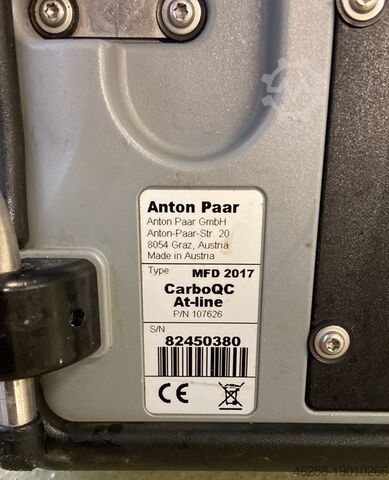 Anton Paar
Anton Paar GmbH
Anton-Paar-Str. 20
8054 Graz, Austria
Made in Austria
Type MFD 2017
CarboQC
At-line
P/N 107626
S/N
82450380
CE
46258-19010266